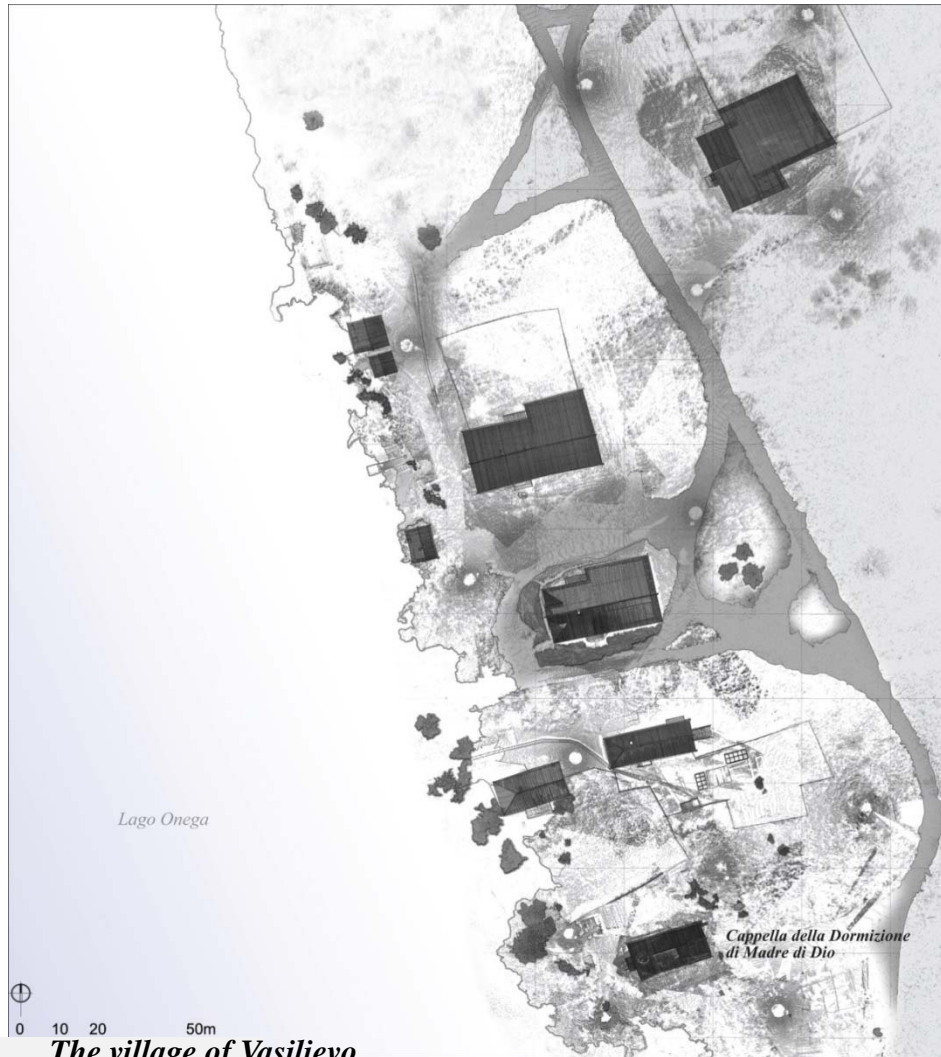 Lago Onega
Cappella della Dormizione
di Madre di Dio
0 10 20 50m
The village of Vasilievo